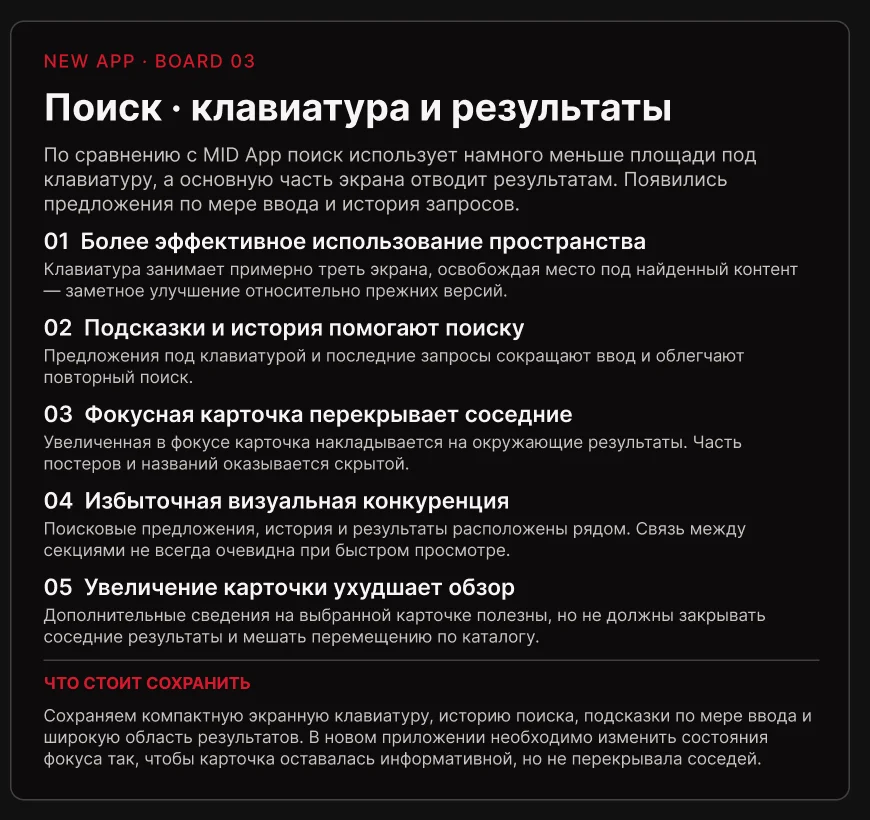 NEW APP · BOARD 03
Поиск · клавиатура и результаты
По сравнению с MID App поиск использует намного меньше площади под
клавиатуру, а основную часть экрана отводит результатам. Появились
предложения по мере ввода и история запросов.
01 Более эффективное использование пространства
Клавиатура занимает примерно треть экрана, освобождая место под найденный контент
— заметное улучшение относительно прежних версий.
02 Подсказки и история помогают поиску
Предложения под клавиатурой и последние запросы сокращают ввод и облегчают
повторный поиск.
03 Фокусная карточка перекрывает соседние
Увеличенная в фокусе карточка накладывается на окружающие результаты. Часть
постеров и названий оказывается скрытой.
04 Избыточная визуальная конкуренция
Поисковые предложения, история и результаты расположены рядом. Связь между
секциями не всегда очевидна при быстром просмотре.
05 Увеличение карточки ухудшает обзор
Дополнительные сведения на выбранной карточке полезны, но не должны закрывать
соседние результаты и мешать перемещению по каталогу.
ЧТО СТОИТ СОХРАНИТЬ
Сохраняем компактную экранную клавиатуру, историю поиска, подсказки по мере ввода и
широкую область результатов. В новом приложении необходимо изменить состояния
фокуса так, чтобы карточка оставалась информативной, но не перекрывала соседей.